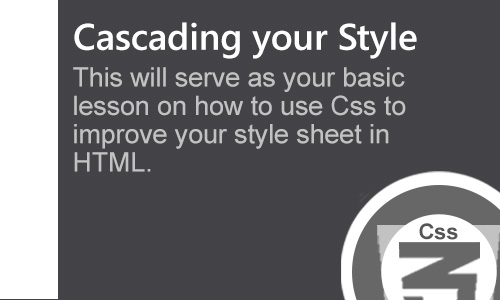 Cascading your Style
This will serve as your basic
lesson on how to use Css to
improve your style sheet in
HTML.
Css